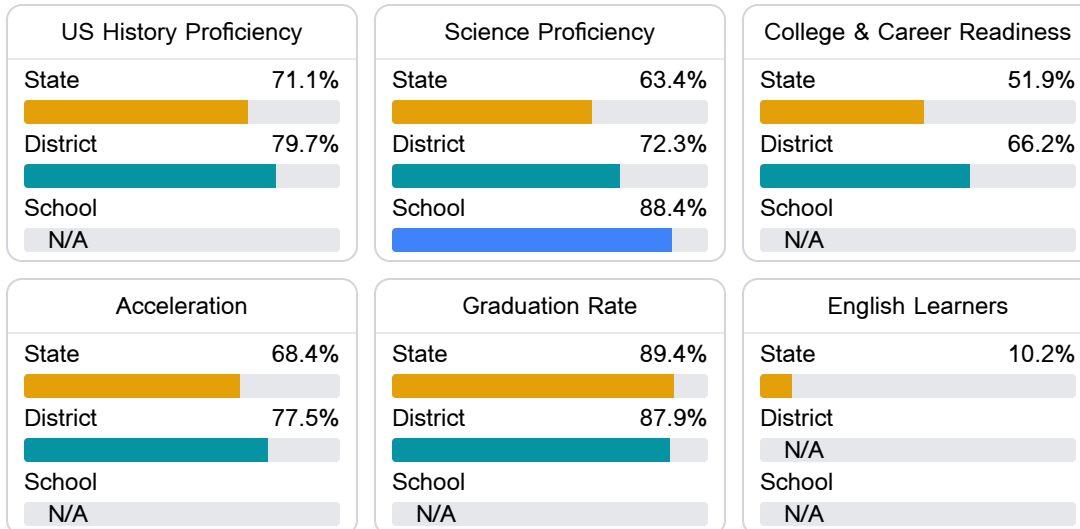 US History Proficiency
State 71.1%
District 79.7%
School
N/A
Science Proficiency
State 63.4%
District 72.3%
School 88.4%
College & Career Readiness
State 51.9%
District 66.2%
School
N/A
Acceleration
State 68.4%
District 77.5%
School
N/A
Graduation Rate
State 89.4%
District 87.9%
School
N/A
English Learners
State 10.2%
District
N/A
School
N/A